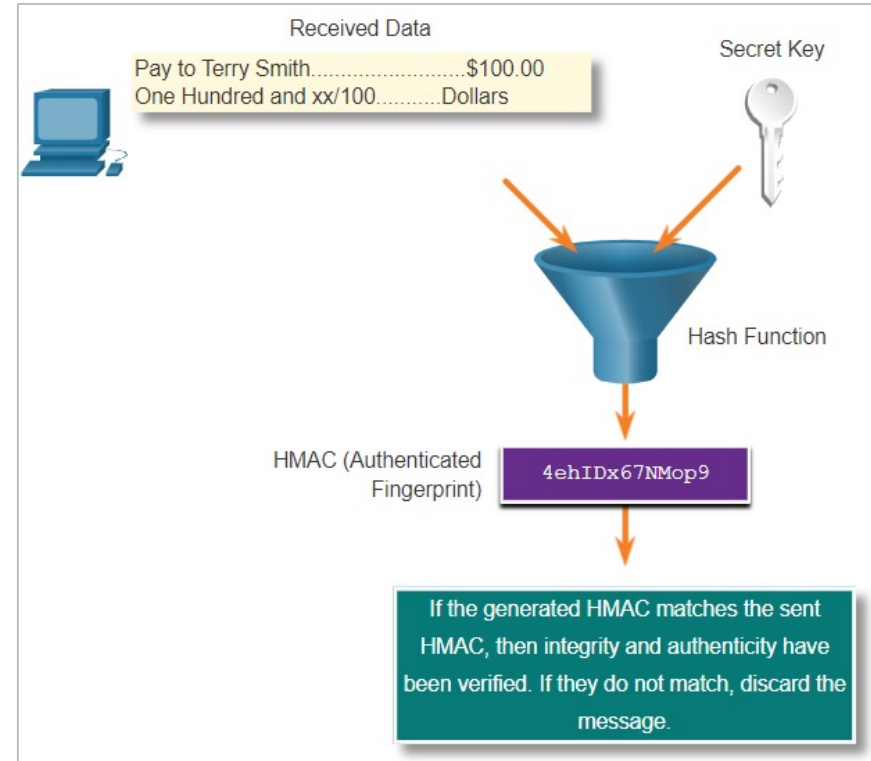 Received Data
Secret Key
Pay to Terry Smith..........................$100.00
One Hundred and xx/100...........Dollars
Hash Function
HMAC (Authenticated
Fingerprint)
4ehIDx67NMop9
If the generated HMAC matches the sent
HMAC, then integrity and authenticity have
been verified. If they do not match, discard the
message.